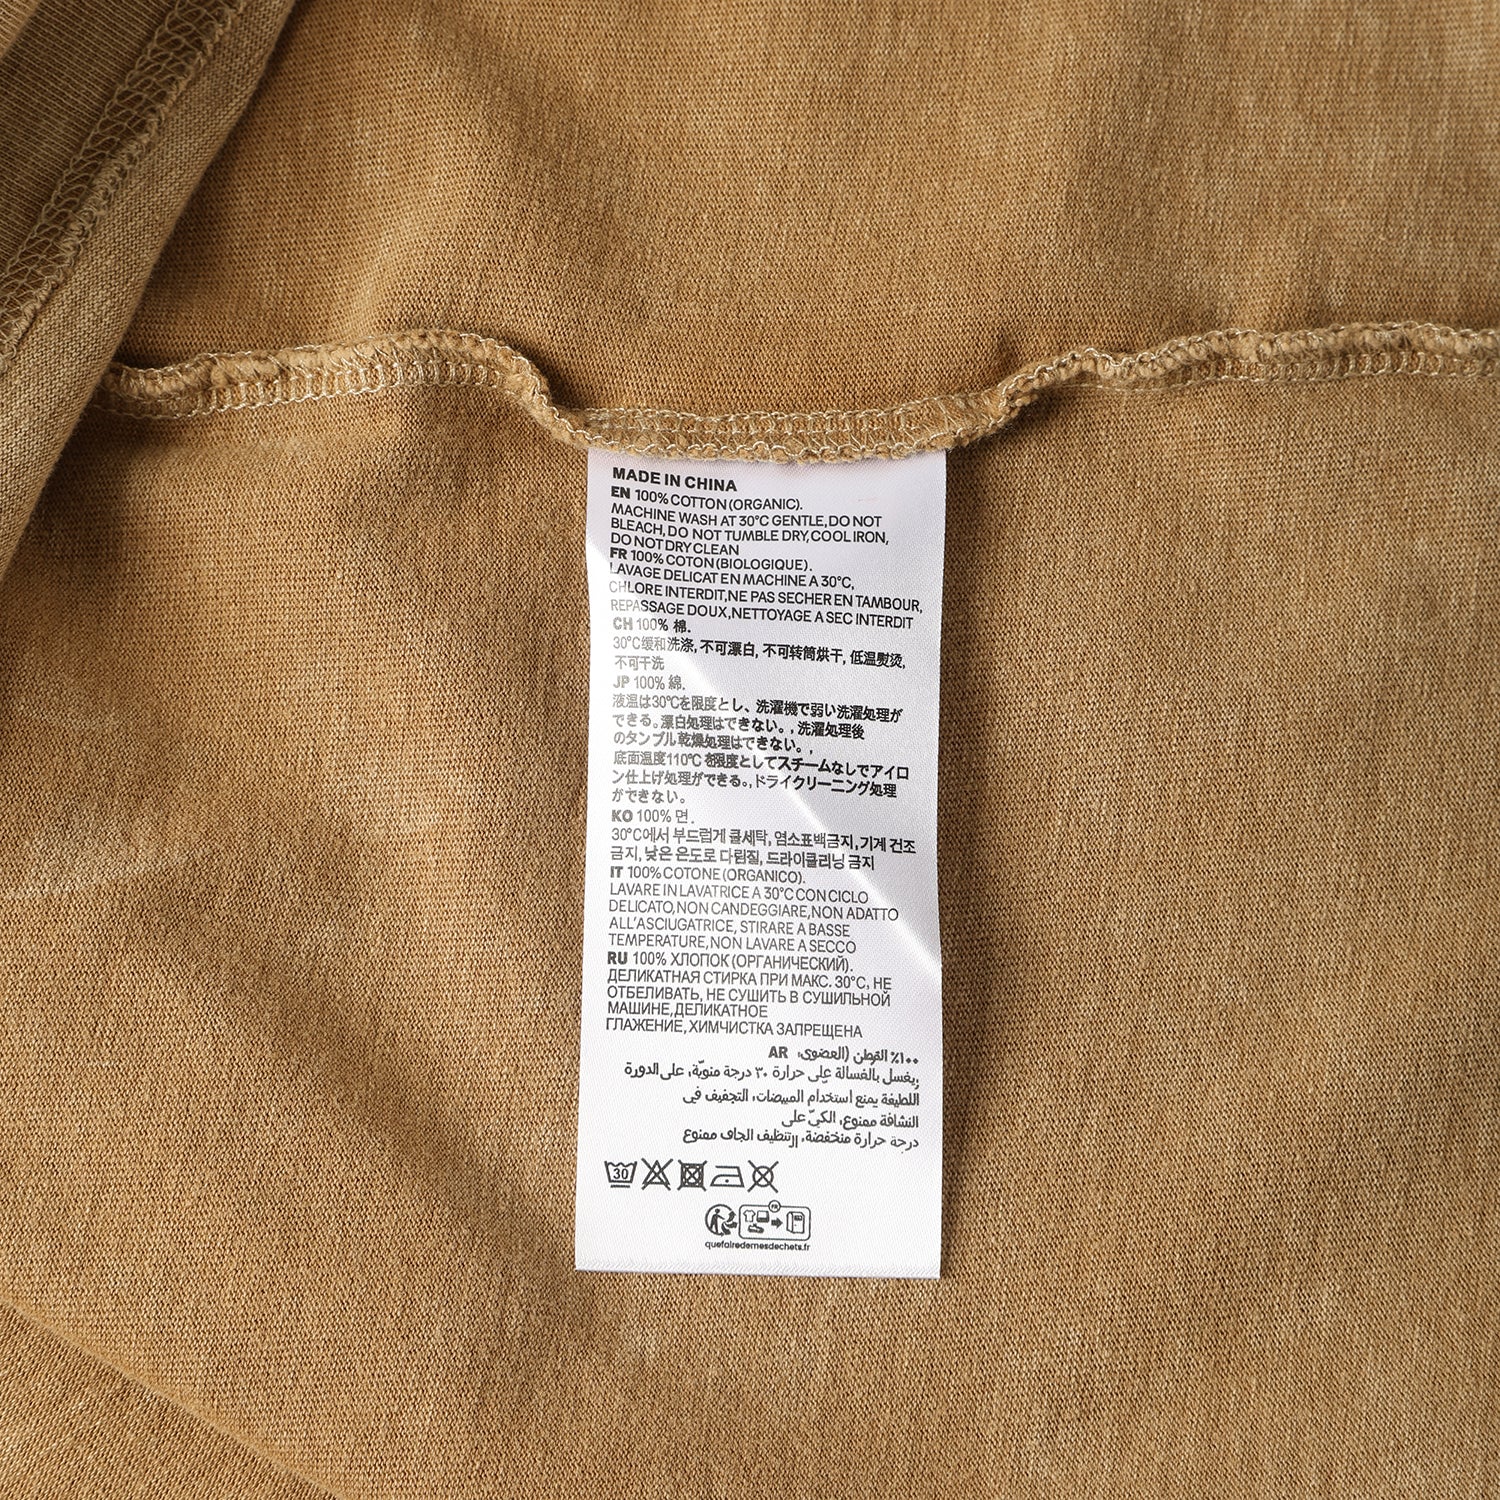 MADE IN CHINA
EN 100% COTTON(ORGANIC).
MACHINE WASH AT 30°C GENTLE,DO NOT
BLEACH,DO NOT TUMBLE DRY,COOL IRON,
DO NOT DRY CLEAN
FR 100% COTON(BIOLOGIQUE).
LAVAGE DELICAT EN MACHINE A 30°C,
CHLORE INTERDIT,NE PAS SECHER EN TAMBOUR,
REPASSAGE DOUX,NETTOYAGE A SEC INTERDIT
CH 100% 棉.
30°C缓和洗涤, 不可漂白, 不可转筒烘干, 低温熨烫,
不可干洗
JP 100% 綿.
液温は30℃を限度とし、洗濯機で弱い洗濯処理が
できる。漂白処理はできない。, 洗濯処理後
のタンブル乾燥処理はできない。,
底面温度110℃を限度としてスチームなしでアイロ
ン仕上げ処理ができる。,ドライクリーニング処理
ができない。
KO 100% 면.
30°C에서 부드럽게 물세탁, 염소표백금지, 기계 건조
금지, 낮은 온도로 다림질, 드라이클리닝 금지
IT 100% COTONE (ORGANICO).
LAVARE IN LAVATRICE A 30°C CON CICLO
DELICATO,NON CANDEGGIARE,NON ADATTO
ALL'ASCIUGATRICE, STIRARE A BASSE
TEMPERATURE,NON LAVARE A SECCO
RU 100% ХЛОПОК (ОРГАНИЧЕСКИЙ).
ДЕЛИКАТНАЯ СТИРКА ПРИ МАКС. 30°C, НЕ
ОТБЕЛИВАТЬ, НЕ СУШИТЬ В СУШИЛЬНОЙ
МАШИНЕ,ДЕЛИКАТНОЕ
ГЛАЖЕНИЕ, ХИМЧИСТКА ЗАПРЕЩЕНА
١٠٠٪ القطن (العضوي، AR
يغسل بالغسالة على حرارة ٣٠ درجة مئوية، على الدورة
اللطيفة يمنع استخدام المبيضات، التجفيف في
النشافة ممنوع، الكيّ على
درجة حرارة منخفضة، التنظيف الجاف ممنوع
30
FR
quefairedemesdechets.fr